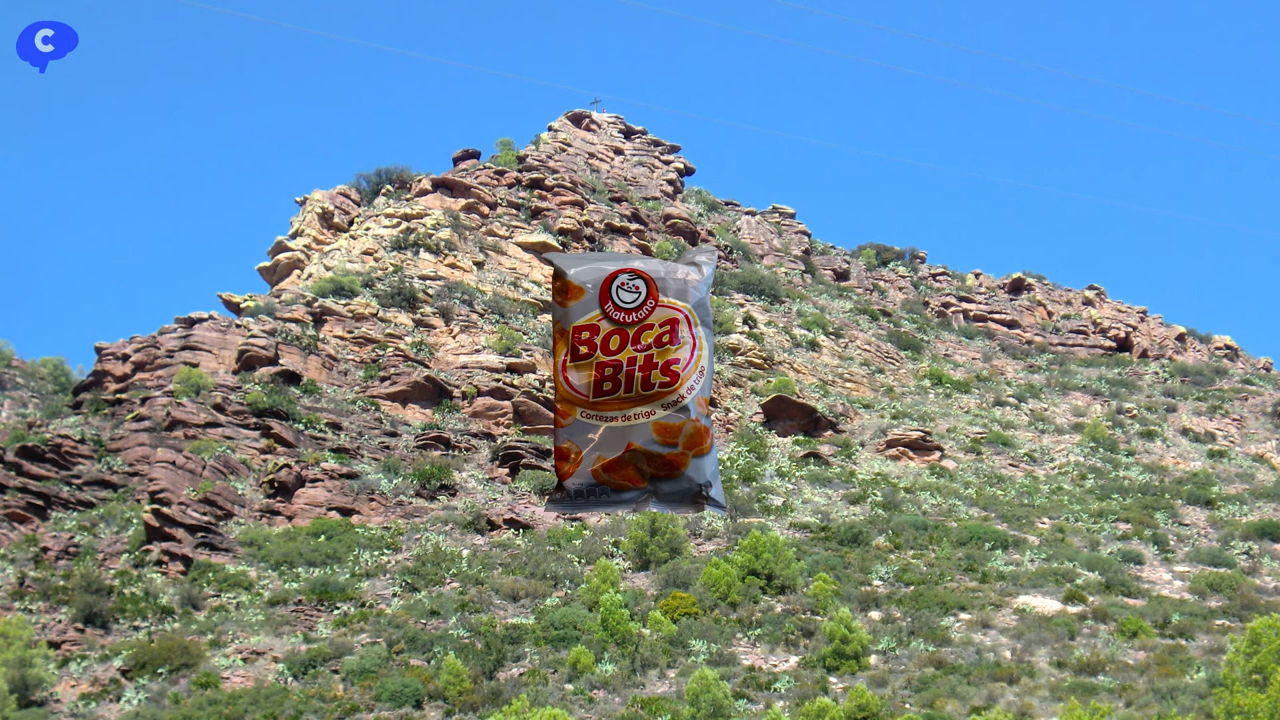 C
matutano
Boca
Bits
Cortezas de trigo Snack de trigo